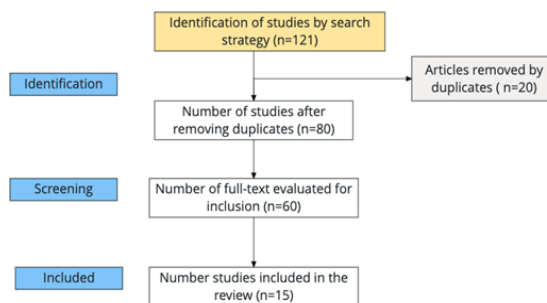 Identification of studies by search
strategy (n=121)
Identification
Articles removed by
duplicates ( n=20)
Number of studies after
removing duplicates (n=80)
Screening
Number of full-text evaluated for
inclusion (n=60)
Included
Number studies included in the
review (n=15)